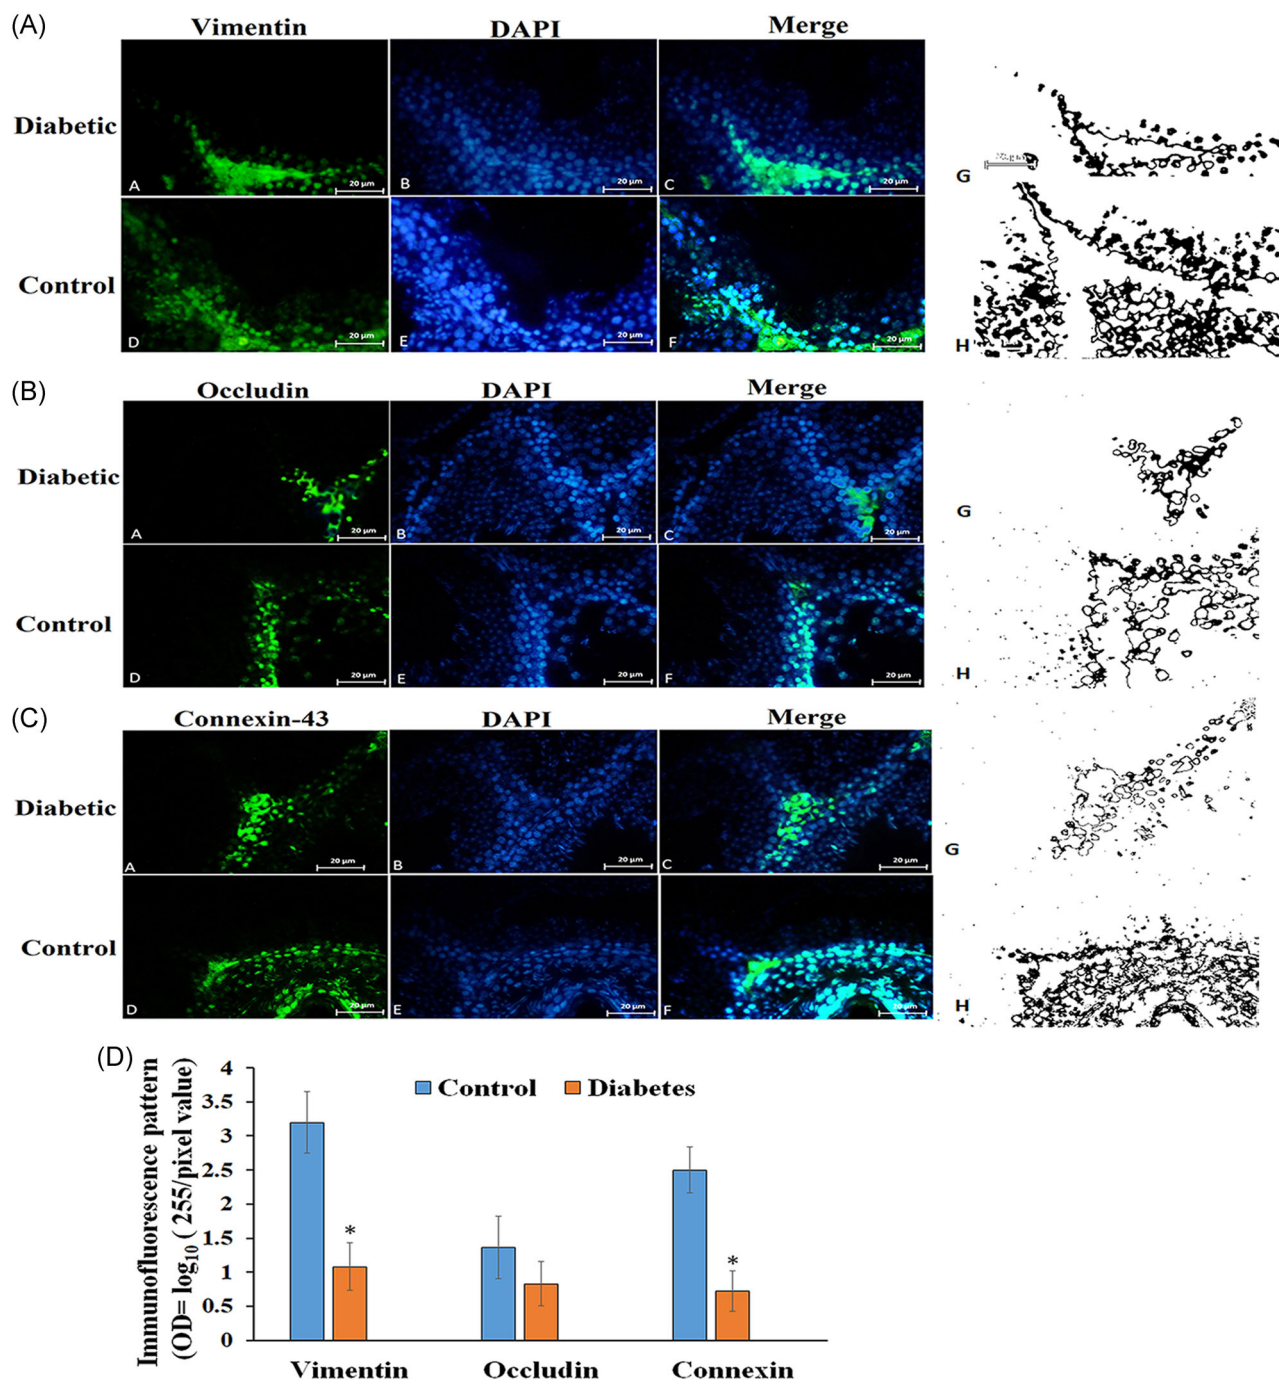 (A)
Vimentin DAPI Merge
Diabetic
A 20 µm B 20 µm C 20 µm G
Control
D 20 µm E 20 µm F 20 µm H
(B)
Occludin DAPI Merge
Diabetic
A 20 µm B 20 µm C 20 µm G
Control
D 20 µm E 20 µm F 20 µm H
(C)
Connexin-43 DAPI Merge
Diabetic
A 20 µm B 20 µm C 20 µm G
Control
D 20 µm E 20 µm F 20 µm H
(D)
Immunofluorescence pattern
(OD= log10 ( 255/pixel value)
4
3.5
3
2.5
2
1.5
1
0.5
0
Control Diabetes
* *
Vimentin Occludin Connexin